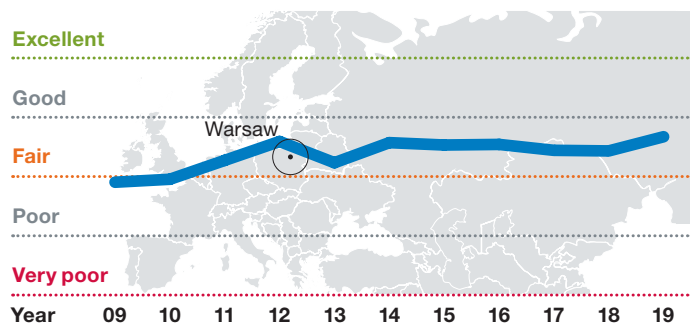 Excellent
Good
Warsaw
Fair
Poor
Very poor
Year 09 10 11 12 13 14 15 16 17 18 19